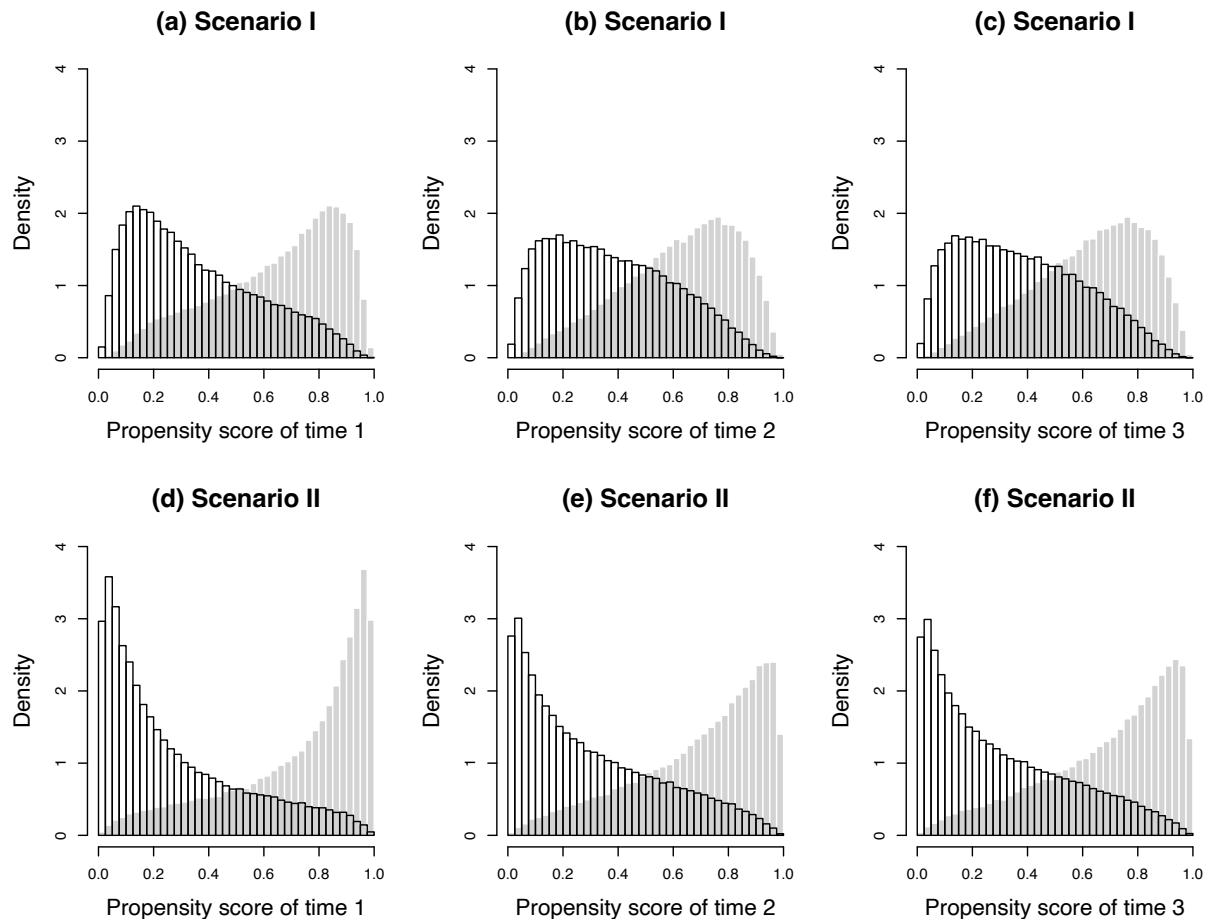 (a) Scenario I
(b) Scenario I
(c) Scenario I
Density
0 1 2 3 4
0.0 0.2 0.4 0.6 0.8 1.0
Propensity score of time 1
Density
0 1 2 3 4
0.0 0.2 0.4 0.6 0.8 1.0
Propensity score of time 2
Density
0 1 2 3 4
0.0 0.2 0.4 0.6 0.8 1.0
Propensity score of time 3
(d) Scenario II
(e) Scenario II
(f) Scenario II
Density
0 1 2 3 4
0.0 0.2 0.4 0.6 0.8 1.0
Propensity score of time 1
Density
0 1 2 3 4
0.0 0.2 0.4 0.6 0.8 1.0
Propensity score of time 2
Density
0 1 2 3 4
0.0 0.2 0.4 0.6 0.8 1.0
Propensity score of time 3